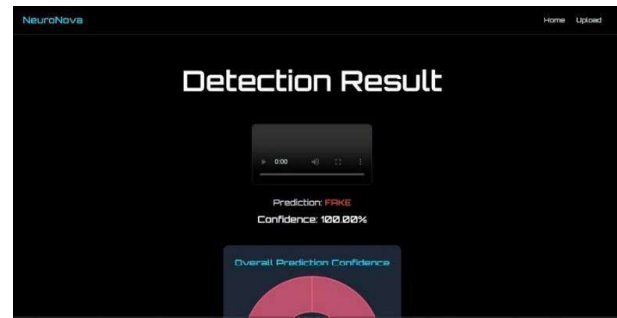 NeuroNova
Home Upload
Detection Result
0:00
Prediction: FAKE
Confidence: 100.00%
Overall Prediction Confidence